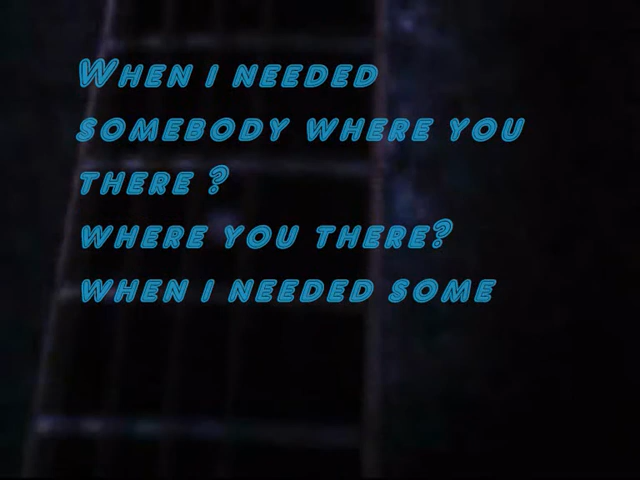 When i needed
somebody where you
there ?
where you there?
when i needed some